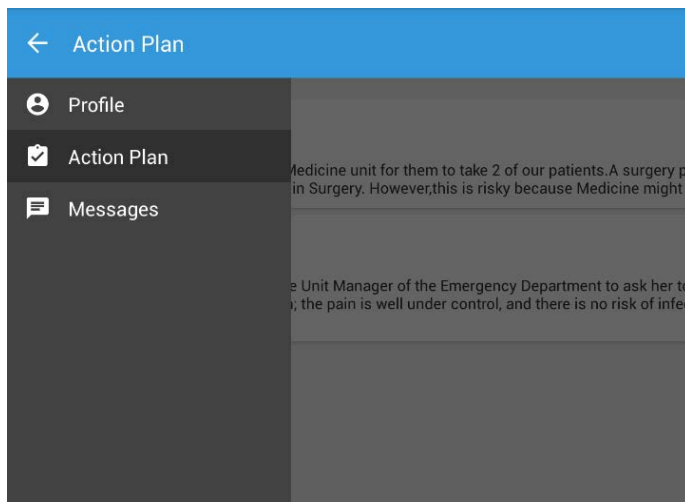 Action Plan
Profile
Action Plan
Messages
Medicine unit for them to take 2 of our patients.A surgery p
in Surgery. However,this is risky because Medicine might
e Unit Manager of the Emergency Department to ask her to
; the pain is well under control, and there is no risk of infe